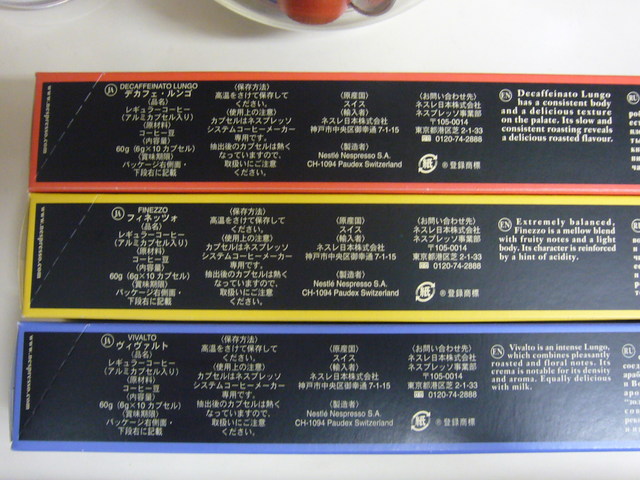 www.nespresso.com
JA
DECAFFEINATO LUNGO
デカフェ・ルンゴ
(品名)
レギュラーコーヒー
(アルミカプセル入り)
(原材料)
コーヒー豆
(内容量)
60g (6g×10カプセル)
(賞味期限)
パッケージ右側面・
下段右に記載
(保存方法)
高温をさけて保存して
ください。
(使用上の注意)
カプセルはネスプレッソ
システムコーヒーメーカー
専用です。
抽出後のカプセルは熱く
なっていますので、
取扱いにご注意
ください。
(原産国)
スイス
(輸入者)
ネスレ日本株式会社
神戸市中央区御幸通 7-1-15
(製造者)
Nestlé Nespresso S.A.
CH-1094 Paudex Switzerland
(お問い合わせ先)
ネスレ日本株式会社
ネスプレッソ事業部
〒105-0014
東京都港区芝 2-1-33
0120-74-2888
紙
®登録商標
EN
Decaffeinato Lungo
has a consistent body
and a delicious texture
on the palate. Its slow and
consistent roasting reveals
a delicious roasted flavour.
RU
www.nespresso.com
JA
FINEZZO
フィネッツォ
(品名)
レギュラーコーヒー
(アルミカプセル入り)
(原材料)
コーヒー豆
(内容量)
60g (6g×10カプセル)
(賞味期限)
パッケージ右側面・
下段右に記載
(保存方法)
高温をさけて保存して
ください。
(使用上の注意)
カプセルはネスプレッソ
システムコーヒーメーカー
専用です。
抽出後のカプセルは熱く
なっていますので、
取扱いにご注意
ください。
(原産国)
スイス
(輸入者)
ネスレ日本株式会社
神戸市中央区御幸通 7-1-15
(製造者)
Nestlé Nespresso S.A.
CH-1094 Paudex Switzerland
(お問い合わせ先)
ネスレ日本株式会社
ネスプレッソ事業部
〒105-0014
東京都港区芝 2-1-33
0120-74-2888
紙
®登録商標
EN
Extremely balanced,
Finezzo is a mellow blend
with fruity notes and a light
body. Its character is reinforced
by a hint of acidity.
RU
www.nespresso.com
JA
VIVALTO
ヴィヴァルト
(品名)
レギュラーコーヒー
(アルミカプセル入り)
(原材料)
コーヒー豆
(内容量)
60g (6g×10カプセル)
(賞味期限)
パッケージ右側面・
下段右に記載
(保存方法)
高温をさけて保存して
ください。
(使用上の注意)
カプセルはネスプレッソ
システムコーヒーメーカー
専用です。
抽出後のカプセルは熱く
なっていますので、
取扱いにご注意
ください。
(原産国)
スイス
(輸入者)
ネスレ日本株式会社
神戸市中央区御幸通 7-1-15
(製造者)
Nestlé Nespresso S.A.
CH-1094 Paudex Switzerland
(お問い合わせ先)
ネスレ日本株式会社
ネスプレッソ事業部
〒105-0014
東京都港区芝 2-1-33
0120-74-2888
紙
®登録商標
EN
Vivalto is an intense Lungo,
which combines pleasantly
roasted and floral notes. Its
crema is notable for its density
and aroma. Equally delicious
with milk.
RU